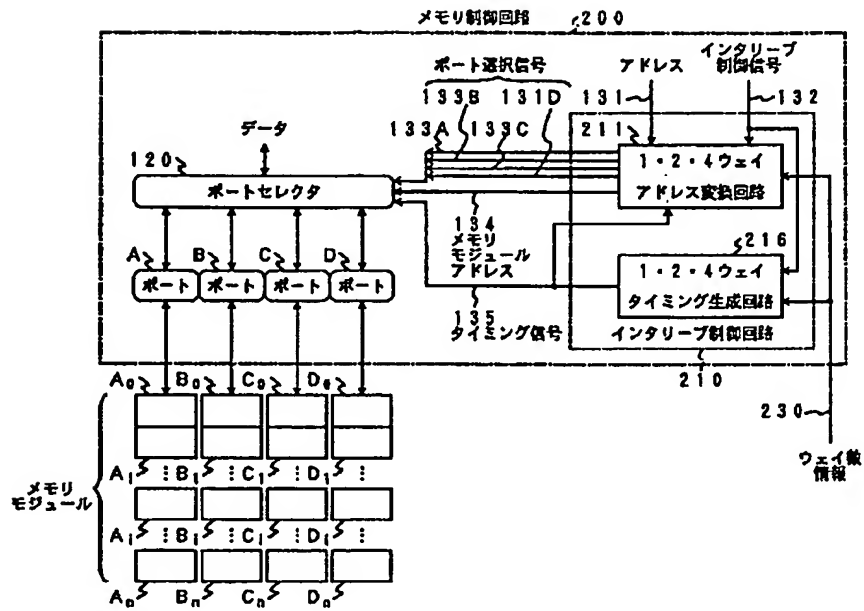 メモリ制御回路
200
ポート選択信号
133B 131D
133A 133C
アドレス
131
インタリーブ
制御信号
132
211
データ
120
ポートセレクタ
1・2・4ウェイ
アドレス変換回路
134
メモリ
モジュール
アドレス
216
1・2・4ウェイ
タイミング生成回路
A B C D
ポート ポート ポート ポート
135
タイミング信号
インタリーブ制御回路
210
230
ウェイ数
情報
A0 B0 C0 D0
A1 B1 C1 D1
メモリ
モジュール
Ai Bi Ci Di
An Bn Cn Dn